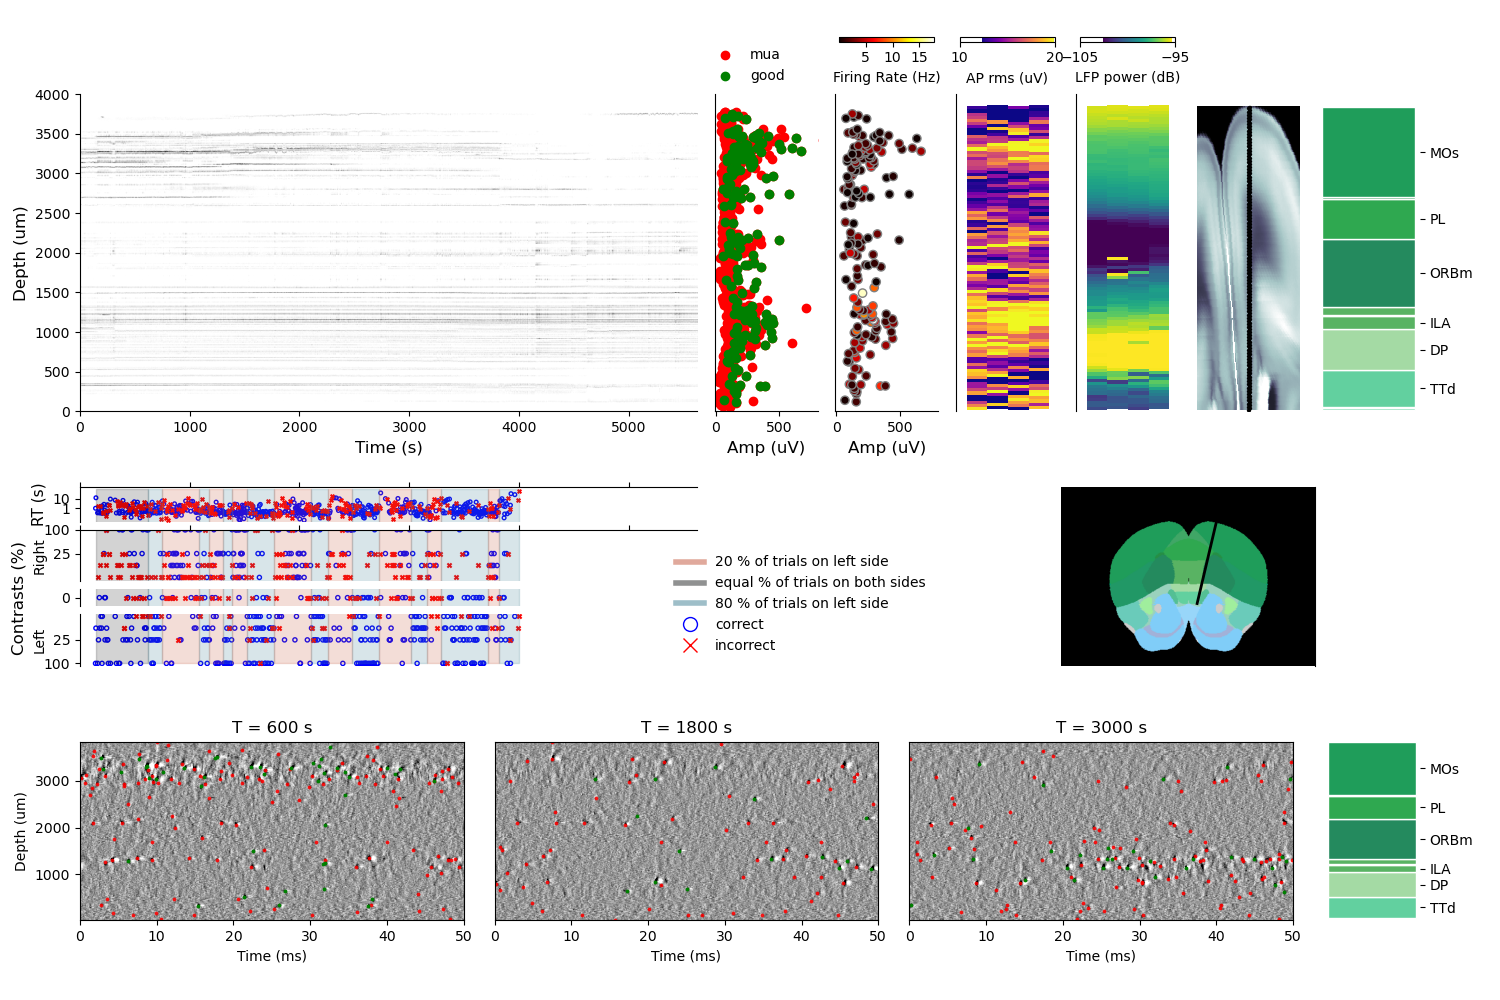 mua
good
5 10 15
Firing Rate (Hz)
10 20
AP rms (uV)
−105 −95
LFP power (dB)
Depth (um)
4000
3500
3000
2500
2000
1500
1000
500
0
0 1000 2000 3000 4000 5000
Time (s)
0 500
Amp (uV)
0 500
Amp (uV)
MOs
PL
ORBm
ILA
DP
TTd
RT (s)
10
1
Contrasts (%)
Right
100
25
0
Left
25
100
20 % of trials on left side
equal % of trials on both sides
80 % of trials on left side
correct
incorrect
T = 600 s
T = 1800 s
T = 3000 s
Depth (um)
3000
2000
1000
0 10 20 30 40 50
Time (ms)
0 10 20 30 40 50
Time (ms)
0 10 20 30 40 50
Time (ms)
MOs
PL
ORBm
ILA
DP
TTd